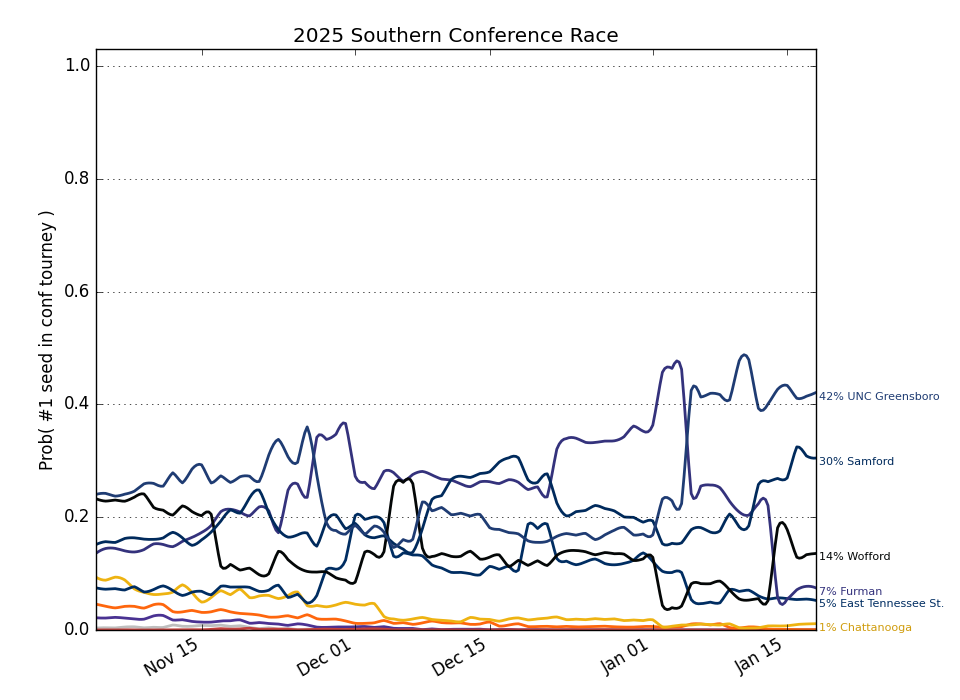 2025 Southern Conference Race
Prob( #1 seed in conf tourney )
1.0
0.8
0.6
0.4
0.2
0.0
Nov 15
Dec 01
Dec 15
Jan 01
Jan 15
42% UNC Greensboro
30% Samford
14% Wofford
7% Furman
5% East Tennessee St.
1% Chattanooga